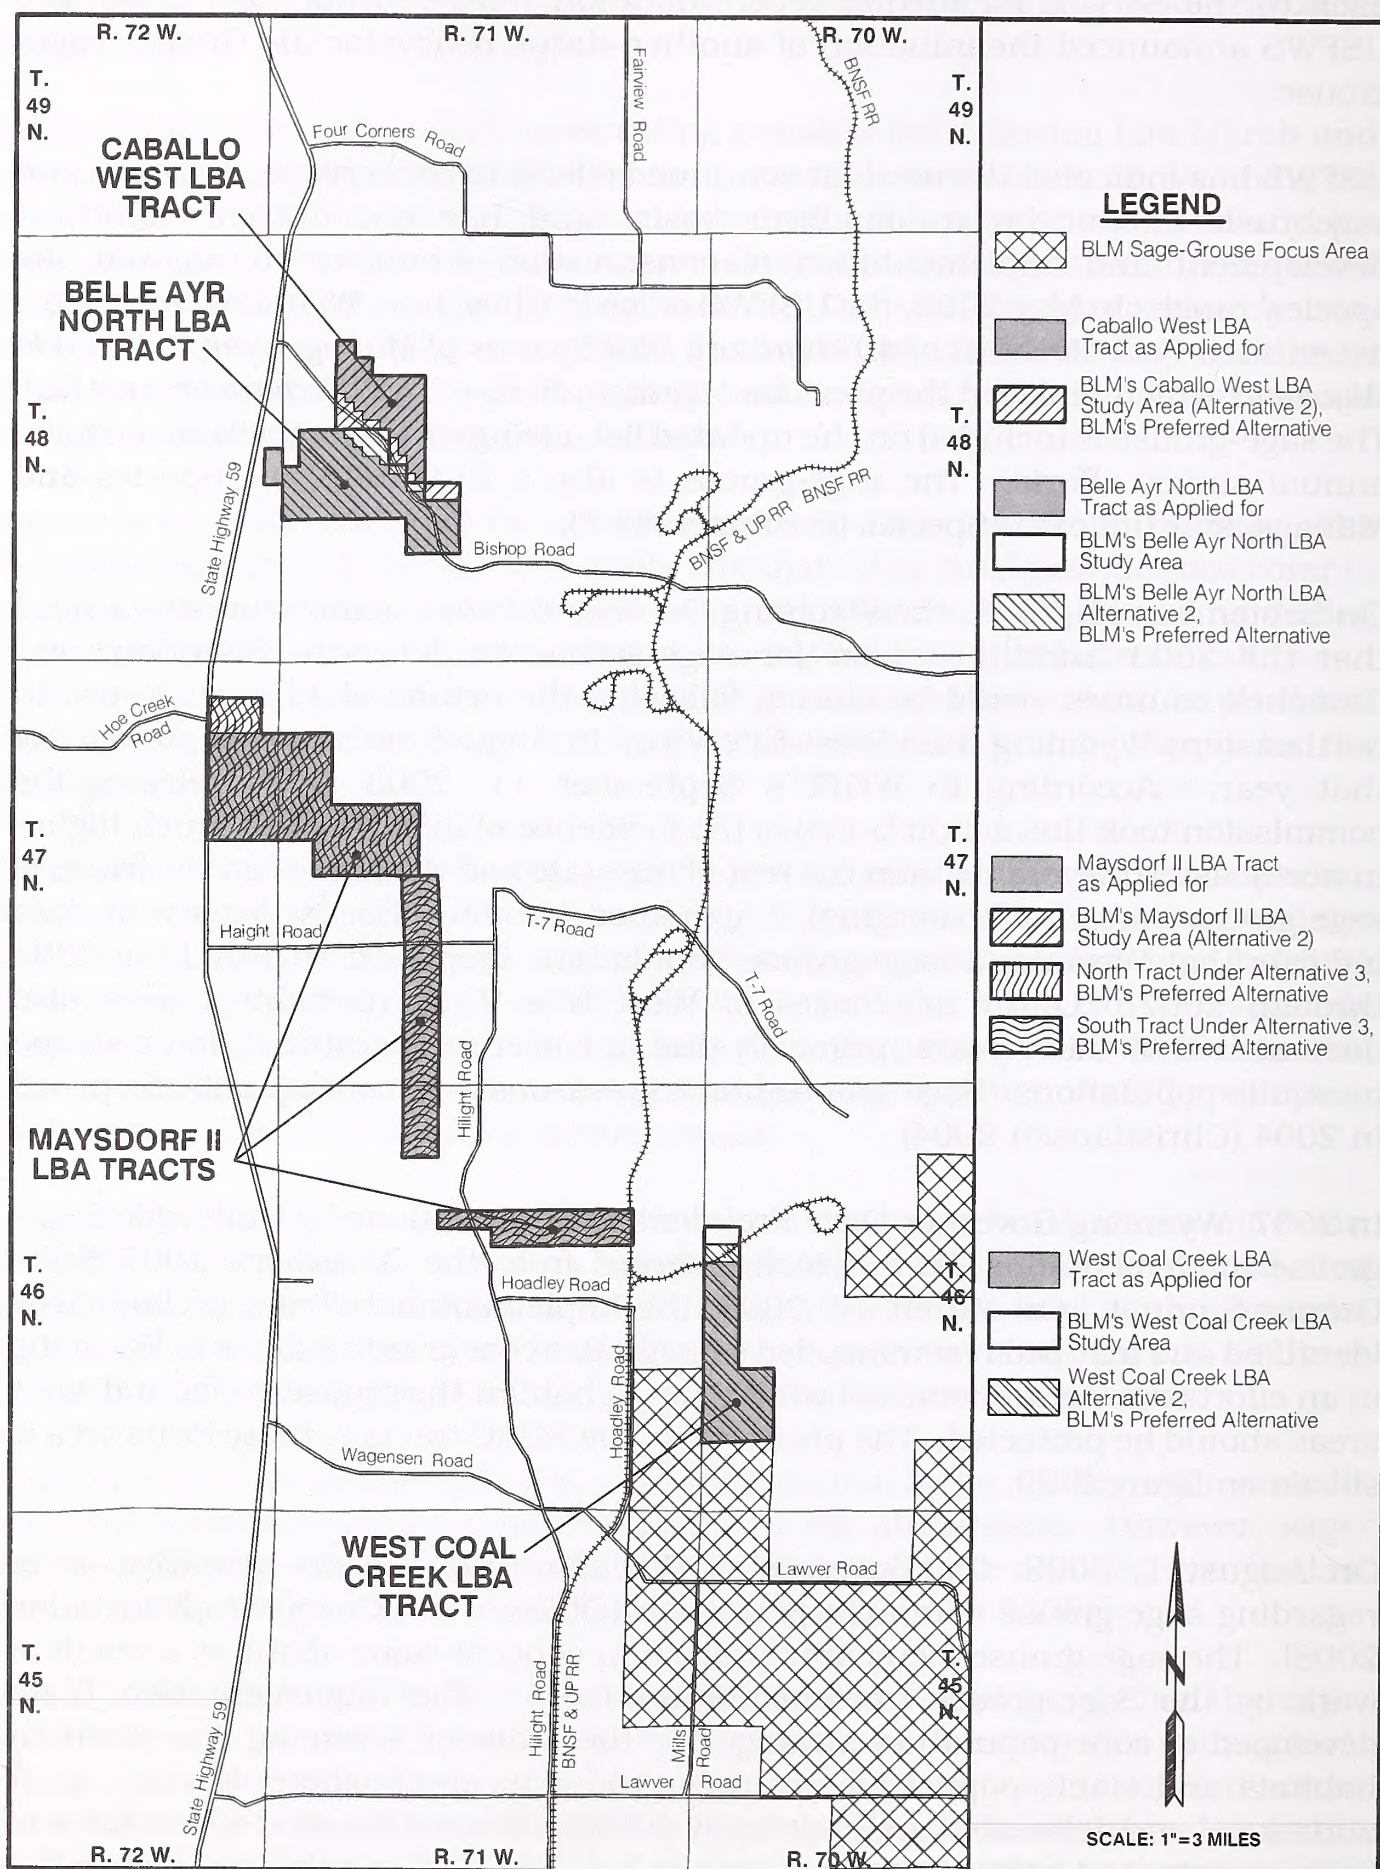 R. 72 W.
R. 71 W.
R. 70 W.
T.
49
N.
T.
49
N.
Fairview Road
BNSF RR
Four Corners Road
CABALLO
WEST LBA
TRACT
BELLE AYR
NORTH LBA
TRACT
T.
48
N.
T.
48
N.
State Highway 59
BNSF RR
BNSF & UP RR
Bishop Road
Hoe Creek
Road
T.
47
N.
T.
47
N.
Haight Road
T-7 Road
T-7 Road
Hilight Road
MAYSDORF II
LBA TRACTS
T.
46
N.
T.
46
N.
Hoadley Road
Hoadley Road
Wagensen Road
WEST COAL
CREEK LBA
TRACT
Lawver Road
T.
45
N.
T.
45
N.
State Highway 59
Hilight Road
BNSF & UP RR
Mills
Road
Lawver Road
R. 72 W.
R. 71 W.
R. 70 W.
LEGEND
BLM Sage-Grouse Focus Area
Caballo West LBA
Tract as Applied for
BLM's Caballo West LBA
Study Area (Alternative 2),
BLM's Preferred Alternative
Belle Ayr North LBA
Tract as Applied for
BLM's Belle Ayr North LBA
Study Area
BLM's Belle Ayr North LBA
Alternative 2,
BLM's Preferred Alternative
Maysdorf II LBA Tract
as Applied for
BLM's Maysdorf II LBA
Study Area (Alternative 2)
North Tract Under Alternative 3,
BLM's Preferred Alternative
South Tract Under Alternative 3,
BLM's Preferred Alternative
West Coal Creek LBA
Tract as Applied for
BLM's West Coal Creek LBA
Study Area
West Coal Creek LBA
Alternative 2,
BLM's Preferred Alternative
N
SCALE: 1"=3 MILES